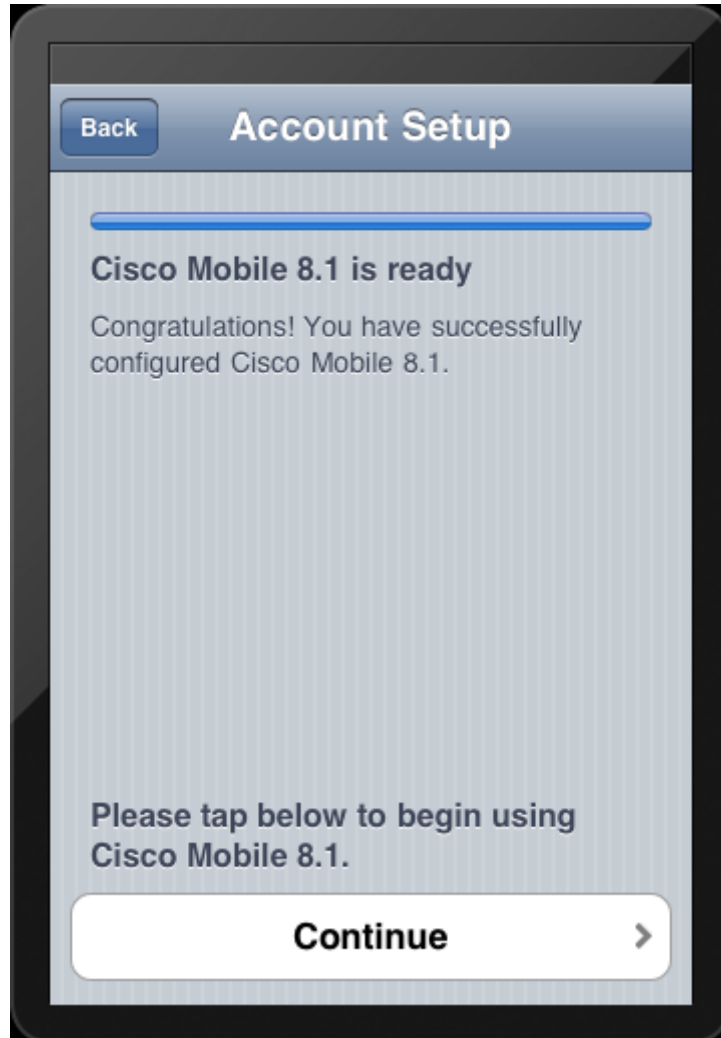 Back
Account Setup
Cisco Mobile 8.1 is ready
Congratulations! You have successfully
configured Cisco Mobile 8.1.
Please tap below to begin using
Cisco Mobile 8.1.
Continue